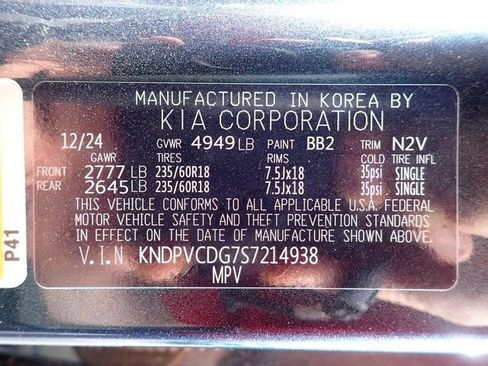 MANUFACTURED IN KOREA BY
KIA CORPORATION
12/24 GVWR 4949 LB PAINT BB2 TRIM N2V
GAWR TIRES RIMS COLD TIRE INFL
FRONT 2777 LB 235/60R18 7.5Jx18 35psi SINGLE
REAR 2645 LB 235/60R18 7.5Jx18 35psi SINGLE
THIS VEHICLE CONFORMS TO ALL APPLICABLE U.S.A. FEDERAL
MOTOR VEHICLE SAFETY AND THEFT PREVENTION STANDARDS
IN EFFECT ON THE DATE OF MANUFACTURE SHOWN ABOVE.
V.I.N KNDPVCDG7S7214938
MPV
P41